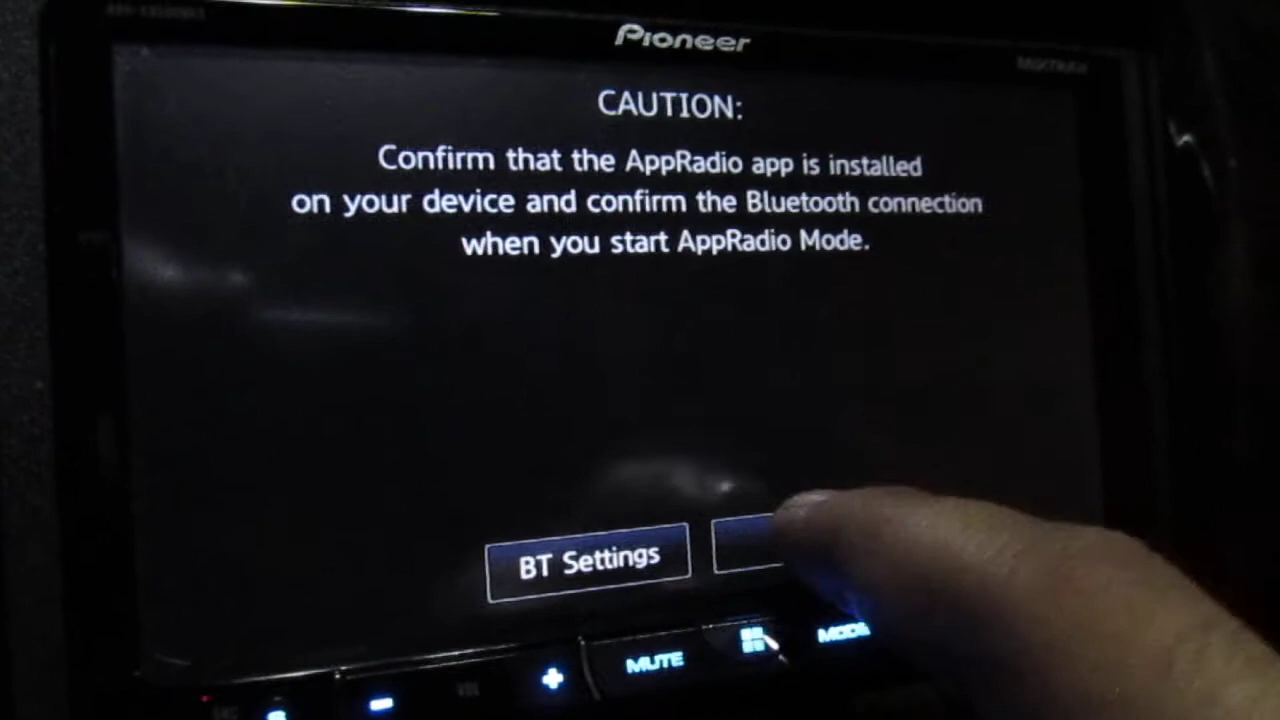 Pioneer
MIXTRAX
CAUTION:
Confirm that the AppRadio app is installed
on your device and confirm the Bluetooth connection
when you start AppRadio Mode.
BT Settings
MUTE
MODE